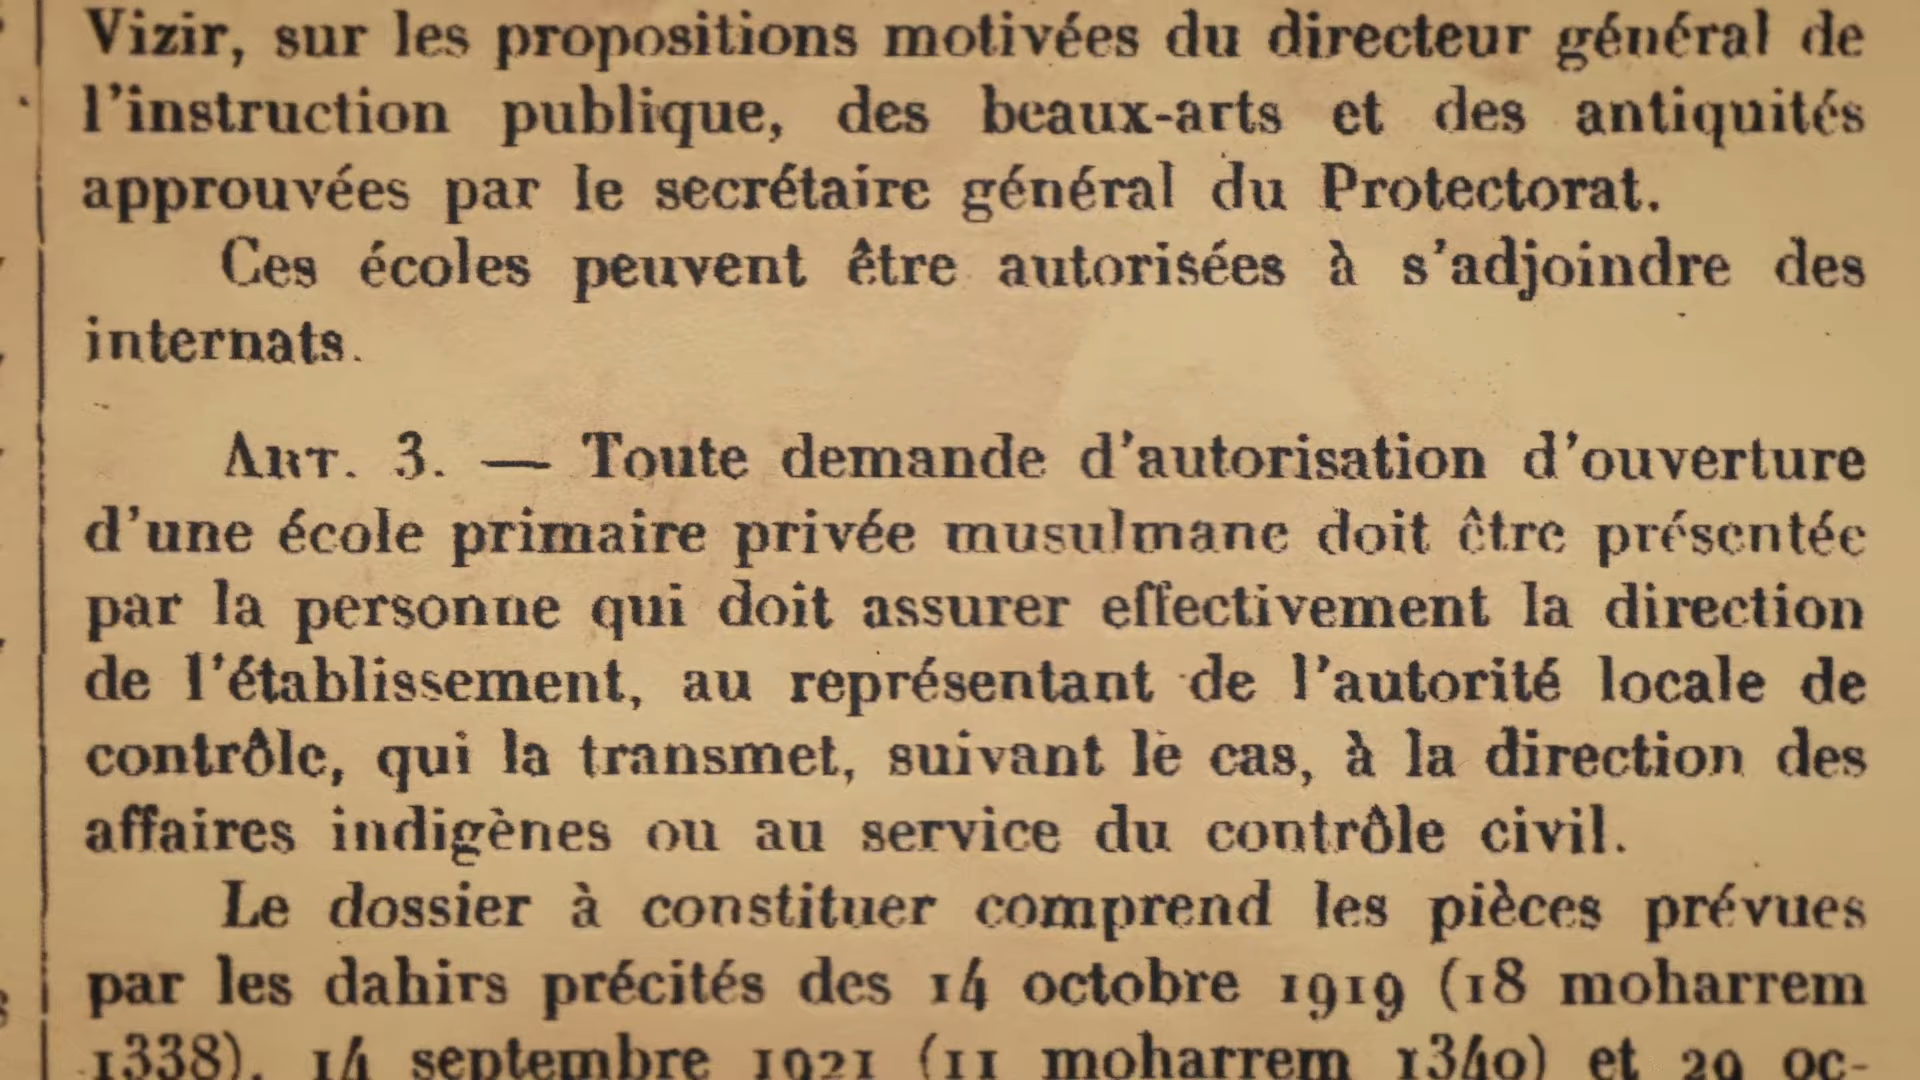 Vizir, sur les propositions motivées du directeur général de
l'instruction publique, des beaux-arts et des antiquités
approuvées par le secrétaire général du Protectorat.
Ces écoles peuvent être autorisées à s'adjoindre des
internats.
ART. 3. — Toute demande d'autorisation d'ouverture
d'une école primaire privée musulmane doit être présentée
par la personne qui doit assurer effectivement la direction
de l'établissement, au représentant de l'autorité locale de
contrôle, qui la transmet, suivant le cas, à la direction des
affaires indigènes ou au service du contrôle civil.
Le dossier à constituer comprend les pièces prévues
par les dahirs précités des 14 octobre 1919 (18 moharrem
1338), 14 septembre 1921 (11 moharrem 1340) et 29 oc-